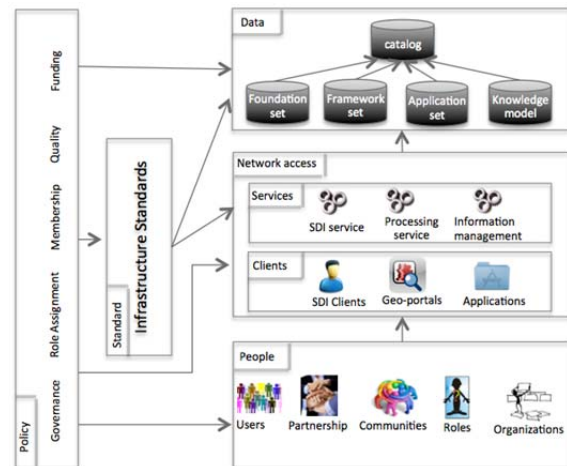 Data
catalog
Foundation
set
Framework
set
Application
set
Knowledge
model
Network access
Services
SDI service
Processing
service
Information
management
Clients
SDI Clients
Geo-portals
Applications
People
Users
Partnership
Communities
Roles
Organizations
Policy
Funding
Quality
Membership
Role Assignment
Governance
Standard
Infrastructure Standards